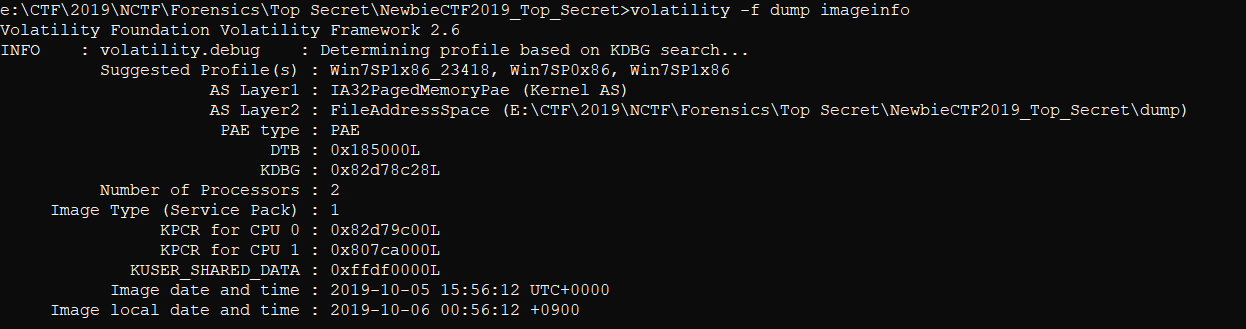 e:\CTF\2019\NCTF\Forensics\Top Secret\NewbieCTF2019_Top_Secret>volatility -f dump imageinfo
Volatility Foundation Volatility Framework 2.6
INFO    : volatility.debug    : Determining profile based on KDBG search...
Suggested Profile(s) : Win7SP1x86_23418, Win7SP0x86, Win7SP1x86
AS Layer1 : IA32PagedMemoryPae (Kernel AS)
AS Layer2 : FileAddressSpace (E:\CTF\2019\NCTF\Forensics\Top Secret\NewbieCTF2019_Top_Secret\dump)
PAE type : PAE
DTB : 0x185000L
KDBG : 0x82d78c28L
Number of Processors : 2
Image Type (Service Pack) : 1
KPCR for CPU 0 : 0x82d79c00L
KPCR for CPU 1 : 0x807ca000L
KUSER_SHARED_DATA : 0xffdf0000L
Image date and time : 2019-10-05 15:56:12 UTC+0000
Image local date and time : 2019-10-06 00:56:12 +0900